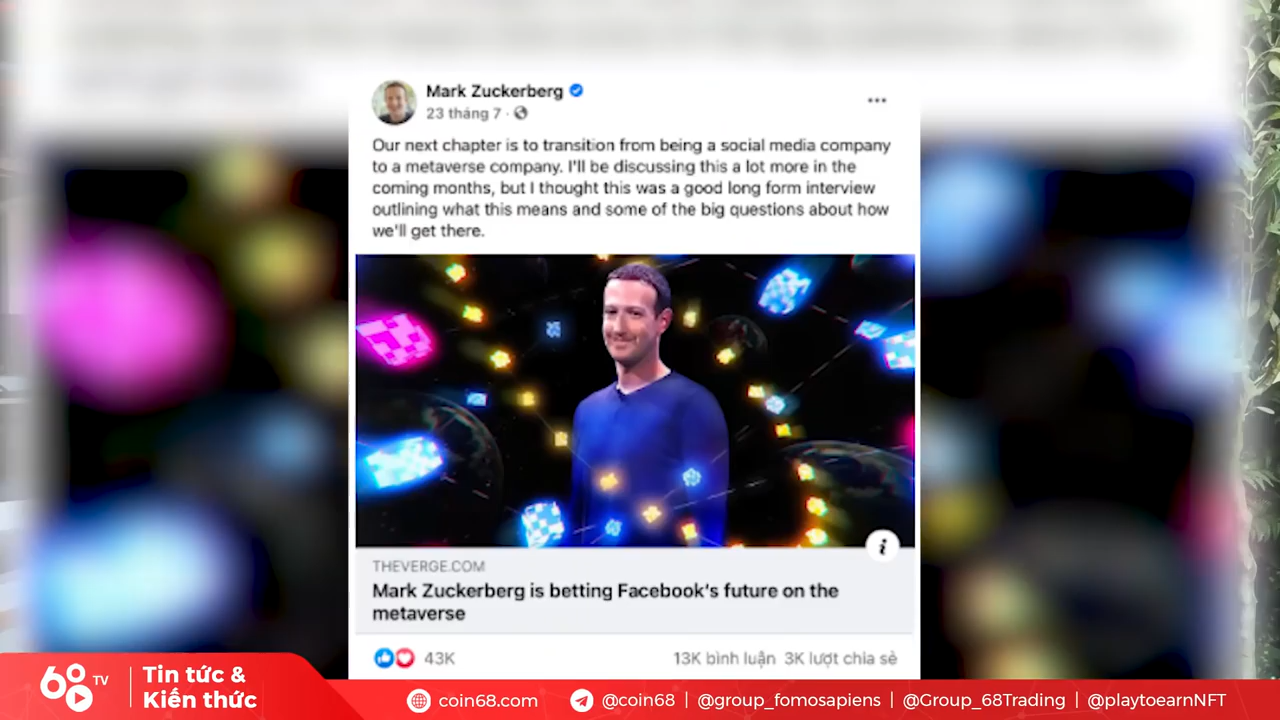 Mark Zuckerberg
23 tháng 7 ·
Our next chapter is to transition from being a social media company
to a metaverse company. I'll be discussing this a lot more in the
coming months, but I thought this was a good long form interview
outlining what this means and some of the big questions about how
we'll get there.
THEVERGE.COM
Mark Zuckerberg is betting Facebook's future on the
metaverse
43K
13K bình luận 3K lượt chia sẻ
68 TV
Tin tức &
Kiến thức
coin68.com
@coin68 | @group_fomosapiens | @Group_68Trading | @playtoearnNFT